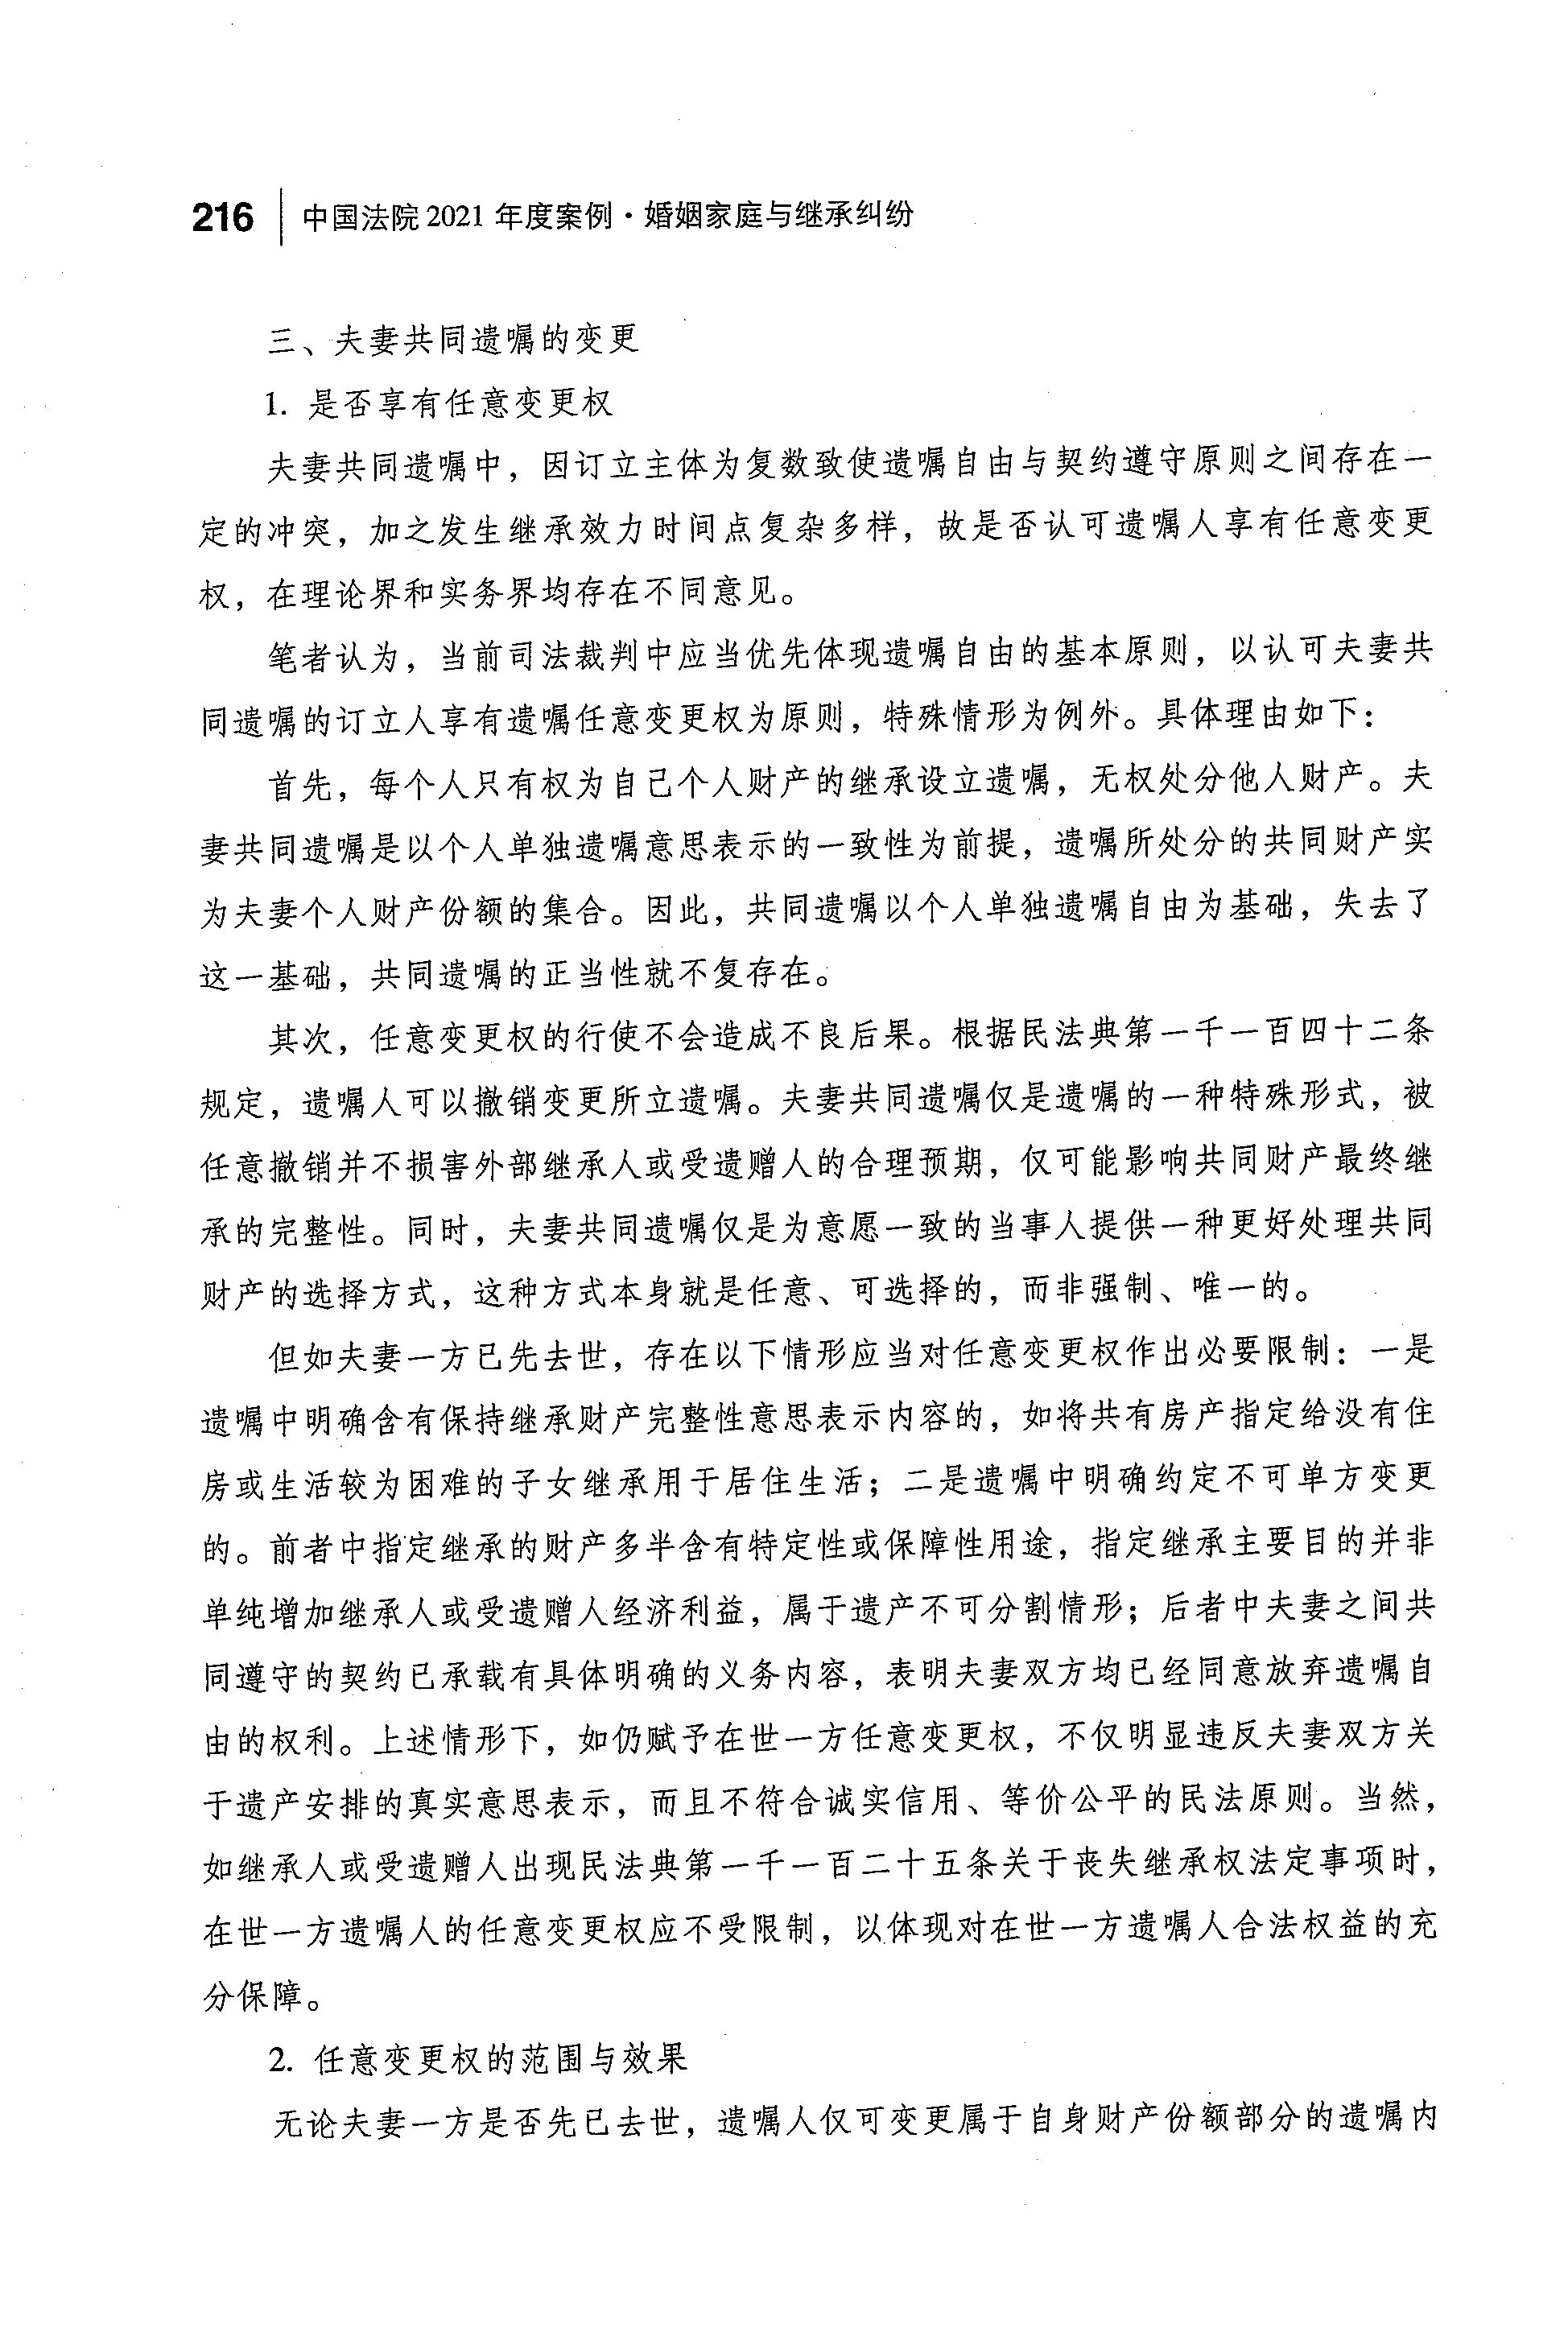 216 中国法院2021年度案例·婚姻家庭与继承纠纷
三、夫妻共同遗嘱的变更
1. 是否享有任意变更权
夫妻共同遗嘱中，因订立主体为复数致使遗嘱自由与契约遵守原则之间存在一
定的冲突，加之发生继承效力时间点复杂多样，故是否认可遗嘱人享有任意变更
权，在理论界和实务界均存在不同意见。
笔者认为，当前司法裁判中应当优先体现遗嘱自由的基本原则，以认可夫妻共
同遗嘱的订立人享有遗嘱任意变更权为原则，特殊情形为例外。具体理由如下：
首先，每个人只有权为自己个人财产的继承设立遗嘱，无权处分他人财产。夫
妻共同遗嘱是以个人单独遗嘱意思表示的一致性为前提，遗嘱所处分的共同财产实
为夫妻个人财产份额的集合。因此，共同遗嘱以个人单独遗嘱自由为基础，失去了
这一基础，共同遗嘱的正当性就不复存在。
其次，任意变更权的行使不会造成不良后果。根据民法典第一千一百四十二条
规定，遗嘱人可以撤销变更所立遗嘱。夫妻共同遗嘱仅是遗嘱的一种特殊形式，被
任意撤销并不损害外部继承人或受遗赠人的合理预期，仅可能影响共同财产最终继
承的完整性。同时，夫妻共同遗嘱仅是为意愿一致的当事人提供一种更好处理共同
财产的选择方式，这种方式本身就是任意、可选择的，而非强制、唯一的。
但如夫妻一方已先去世，存在以下情形应当对任意变更权作出必要限制：一是
遗嘱中明确含有保持继承财产完整性意思表示内容的，如将共有房产指定给没有住
房或生活较为困难的子女继承用于居住生活；二是遗嘱中明确约定不可单方变更
的。前者中指定继承的财产多半含有特定性或保障性用途，指定继承主要目的并非
单纯增加继承人或受遗赠人经济利益，属于遗产不可分割情形；后者中夫妻之间共
同遵守的契约已承载有具体明确的义务内容，表明夫妻双方均已经同意放弃遗嘱自
由的权利。上述情形下，如仍赋予在世一方任意变更权，不仅明显违反夫妻双方关
于遗产安排的真实意思表示，而且不符合诚实信用、等价公平的民法原则。当然，
如继承人或受遗赠人出现民法典第一千一百二十五条关于丧失继承权法定事项时，
在世一方遗嘱人的任意变更权应不受限制，以体现对在世一方遗嘱人合法权益的充
分保障。
2. 任意变更权的范围与效果
无论夫妻一方是否先已去世，遗嘱人仅可变更属于自身财产份额部分的遗嘱内